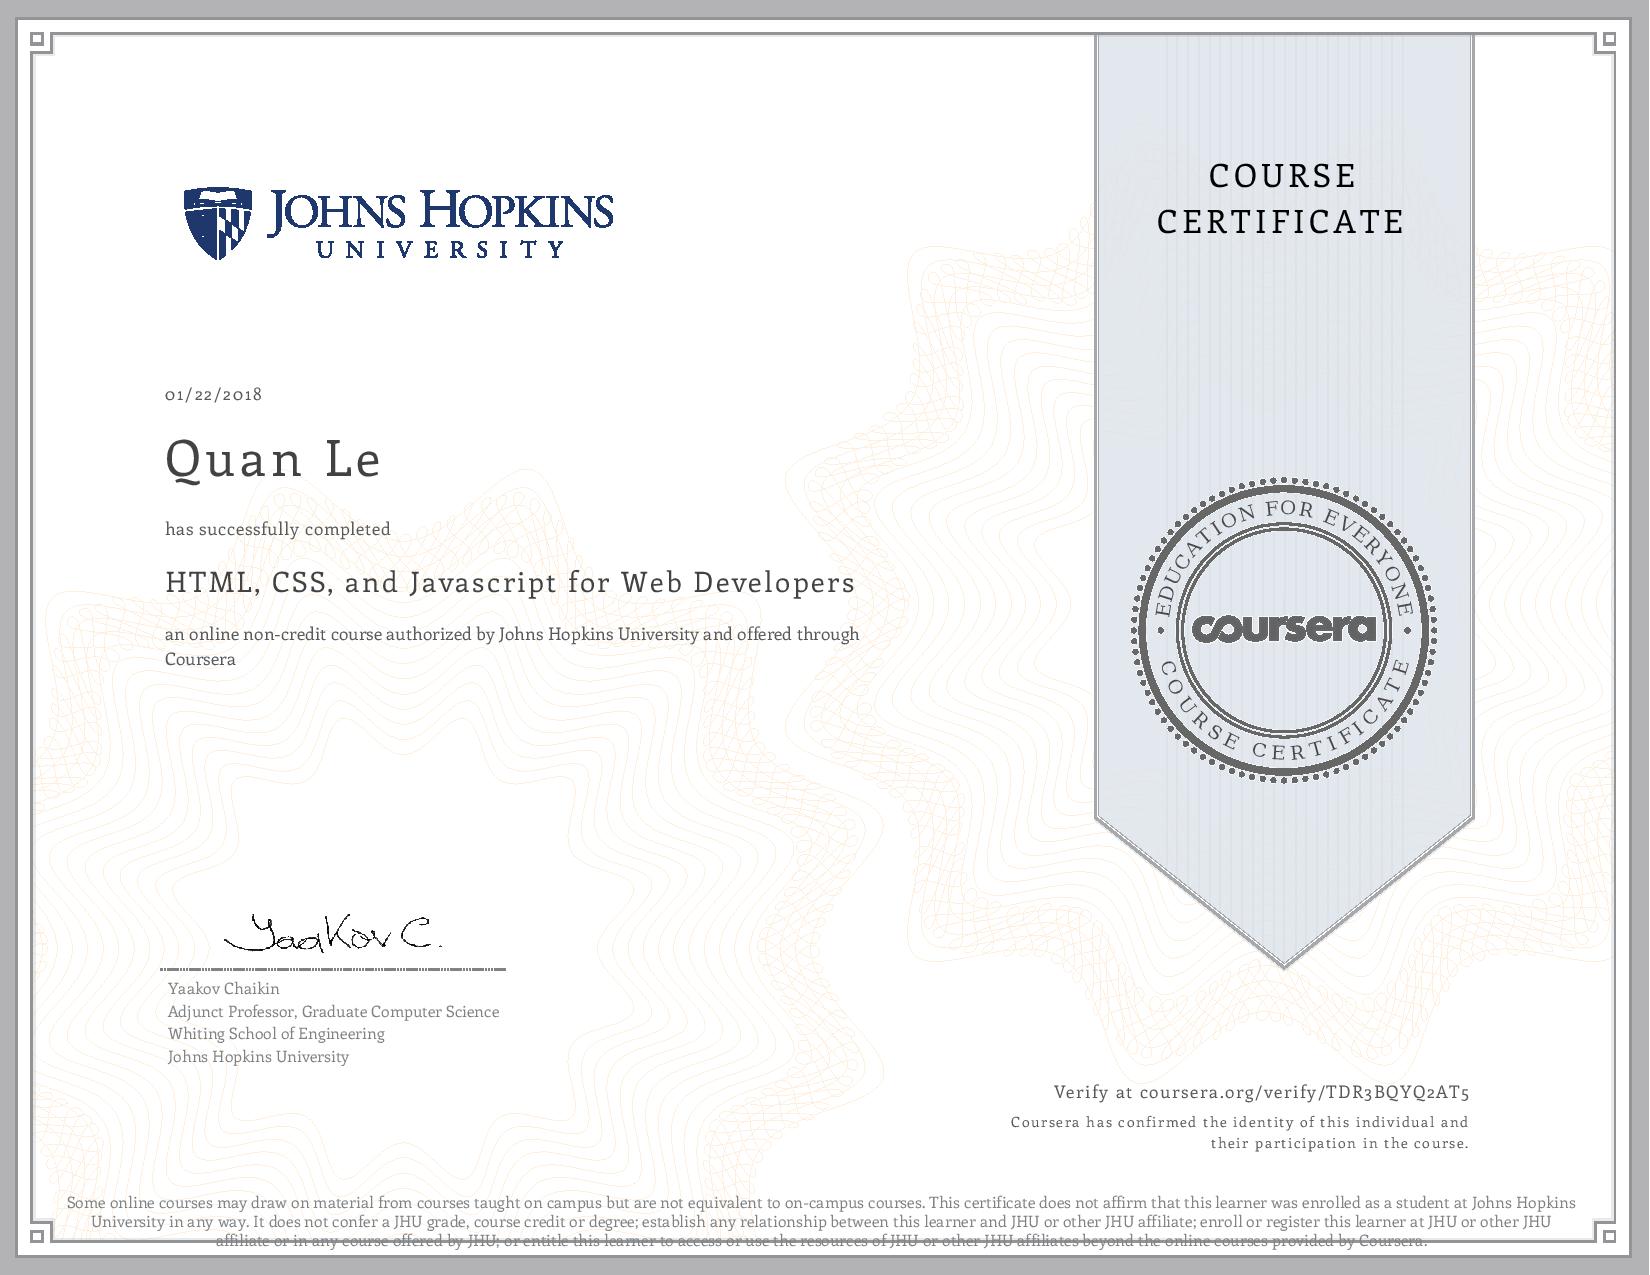 JOHNS HOPKINS
UNIVERSITY
COURSE
CERTIFICATE
01/22/2018
Quan Le
has successfully completed
HTML, CSS, and Javascript for Web Developers
an online non-credit course authorized by Johns Hopkins University and offered through
Coursera
EDUCATION FOR EVERYONE
coursera
COURSE CERTIFICATE
Yaakov C.
Yaakov Chaikin
Adjunct Professor, Graduate Computer Science
Whiting School of Engineering
Johns Hopkins University
Verify at coursera.org/verify/TDR3BQYQ2AT5
Coursera has confirmed the identity of this individual and
their participation in the course.
Some online courses may draw on material from courses taught on campus but are not equivalent to on-campus courses. This certificate does not affirm that this learner was enrolled as a student at Johns Hopkins
University in any way. It does not confer a JHU grade, course credit or degree; establish any relationship between this learner and JHU or other JHU affiliate; enroll or register this learner at JHU or other JHU
affiliate or in any course offered by JHU; or entitle this learner to access or use the resources of JHU or other JHU affiliates beyond the online courses provided by Coursera.